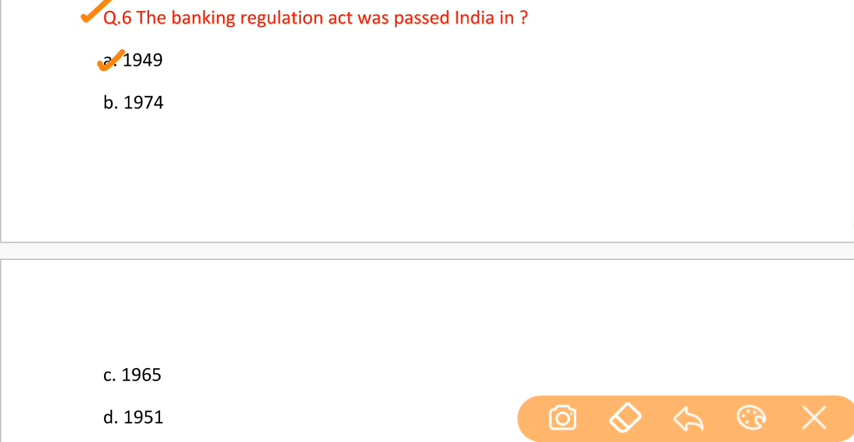 Q.6 The banking regulation act was passed India in ?
a. 1949
b. 1974
c. 1965
d. 1951